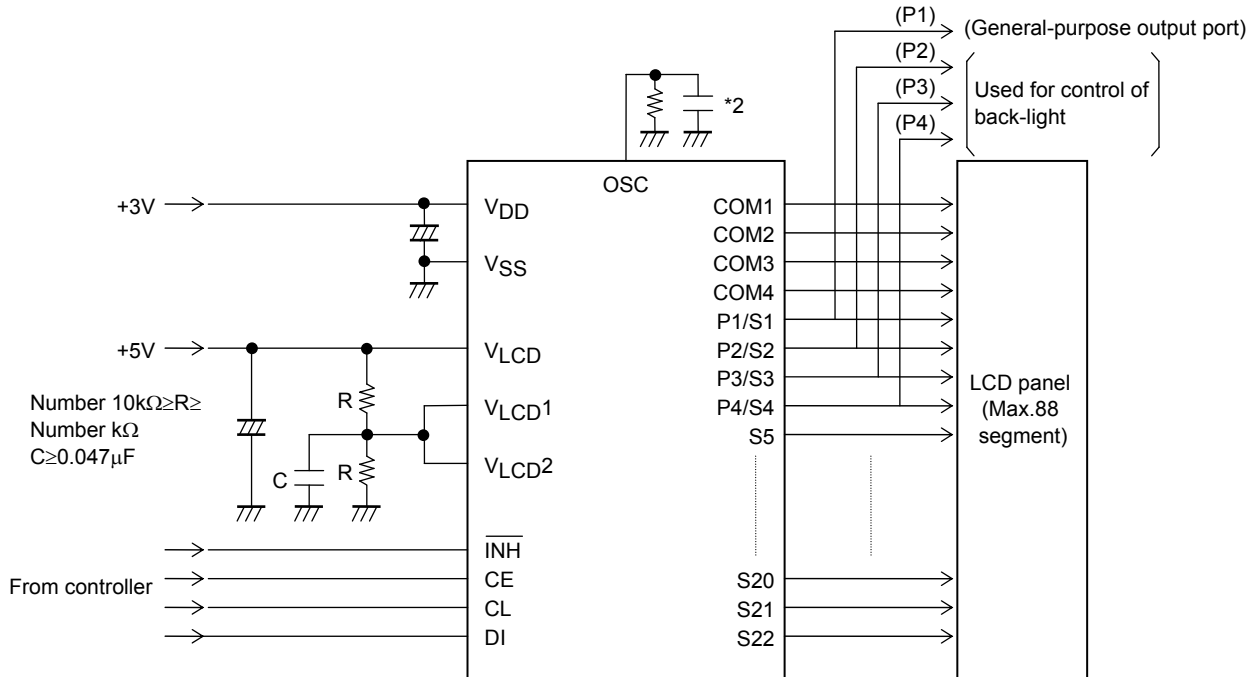 (P1)
(General-purpose output port)
(P2)
(P3)
Used for control of
back-light
(P4)
*2
OSC
+3V
VDD
VSS
+5V
VLCD
R
VLCD1
Number 10kΩ≥R≥
Number kΩ
C≥0.047μF
C
R
VLCD2
INH
From controller
CE
CL
DI
COM1
COM2
COM3
COM4
P1/S1
P2/S2
P3/S3
P4/S4
S5
S20
S21
S22
LCD panel
(Max.88
segment)